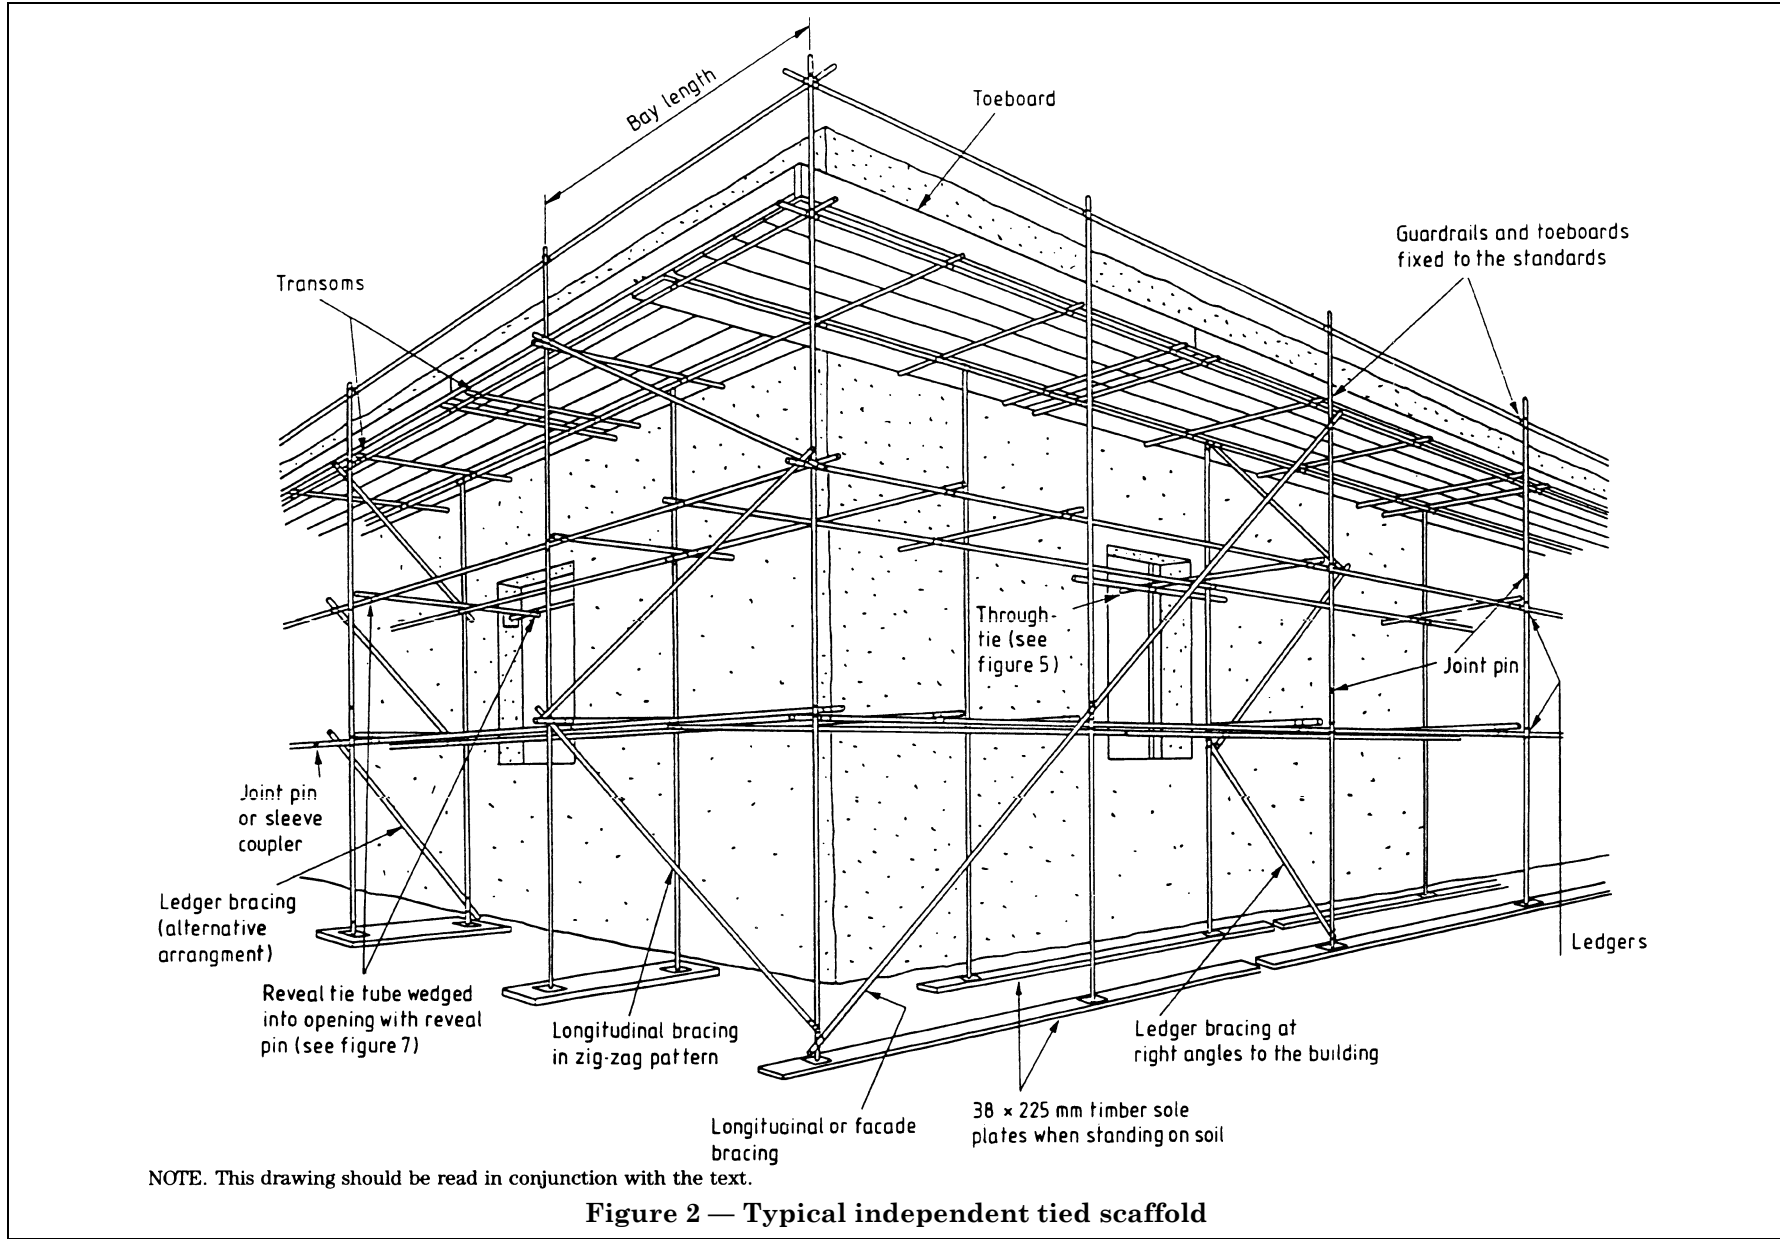 Bay length
Toeboard
Guardrails and toeboards
fixed to the standards
Transoms
Through-
tie (see
figure 5)
Joint pin
Joint pin
or sleeve
coupler
Ledger bracing
(alternative
arrangment)
Ledgers
Reveal tie tube wedged
into opening with reveal
pin (see figure 7)
Longitudinal bracing
in zig-zag pattern
Ledger bracing at
right angles to the building
Longitudinal or facade
bracing
38 × 225 mm timber sole
plates when standing on soil
NOTE. This drawing should be read in conjunction with the text.
Figure 2 — Typical independent tied scaffold